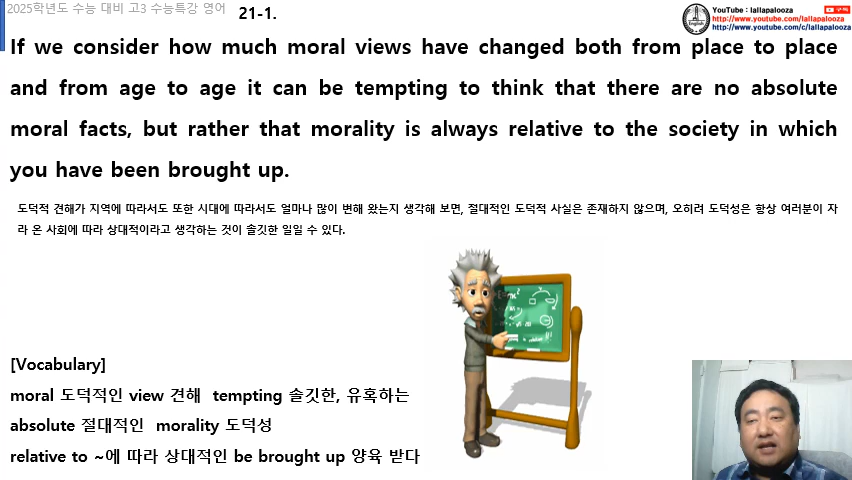 2025학년도 수능 대비 고3 수능특강 영어
21-1.
YouTube : lallapalooza
구독
http://www.youtube.com/lallapalooza
http://www.youtube.com/c/lallapalooza
English
If we consider how much moral views have changed both from place to place
and from age to age it can be tempting to think that there are no absolute
moral facts, but rather that morality is always relative to the society in which
you have been brought up.
도덕적 견해가 지역에 따라서도 또한 시대에 따라서도 얼마나 많이 변해 왔는지 생각해 보면, 절대적인 도덕적 사실은 존재하지 않으며, 오히려 도덕성은 항상 여러분이 자
라 온 사회에 따라 상대적이라고 생각하는 것이 솔깃한 일일 수 있다.
[Vocabulary]
moral 도덕적인 view 견해 tempting 솔깃한, 유혹하는
absolute 절대적인 morality 도덕성
relative to ~에 따라 상대적인 be brought up 양육 받다